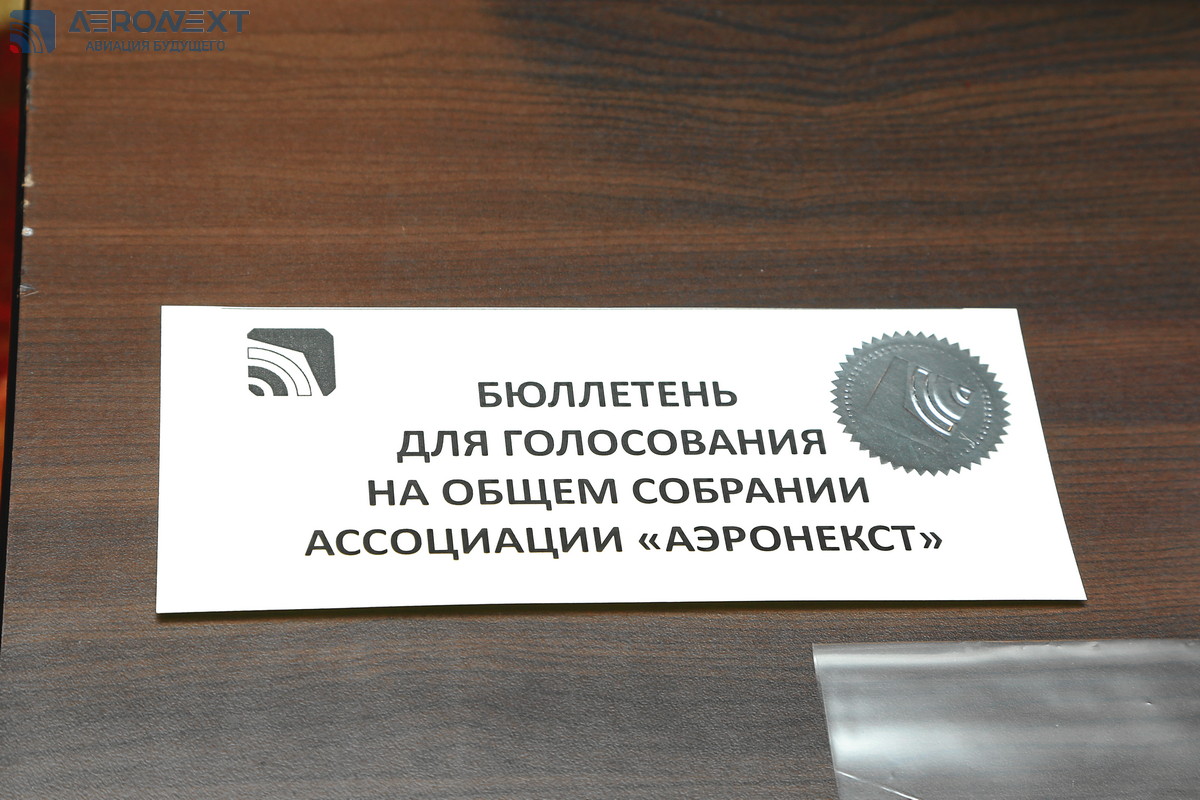 AERONEXT
АВИАЦИЯ БУДУЩЕГО
БЮЛЛЕТЕНЬ
ДЛЯ ГОЛОСОВАНИЯ
НА ОБЩЕМ СОБРАНИИ
АССОЦИАЦИИ «АЭРОНЕКСТ»